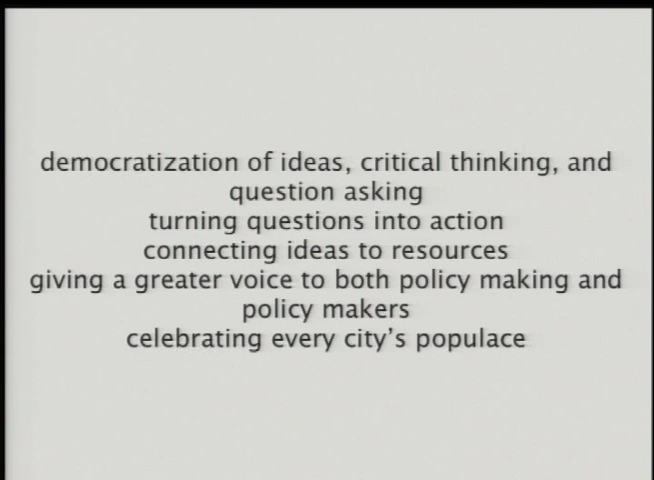 democratization of ideas, critical thinking, and
question asking
turning questions into action
connecting ideas to resources
giving a greater voice to both policy making and
policy makers
celebrating every city's populace